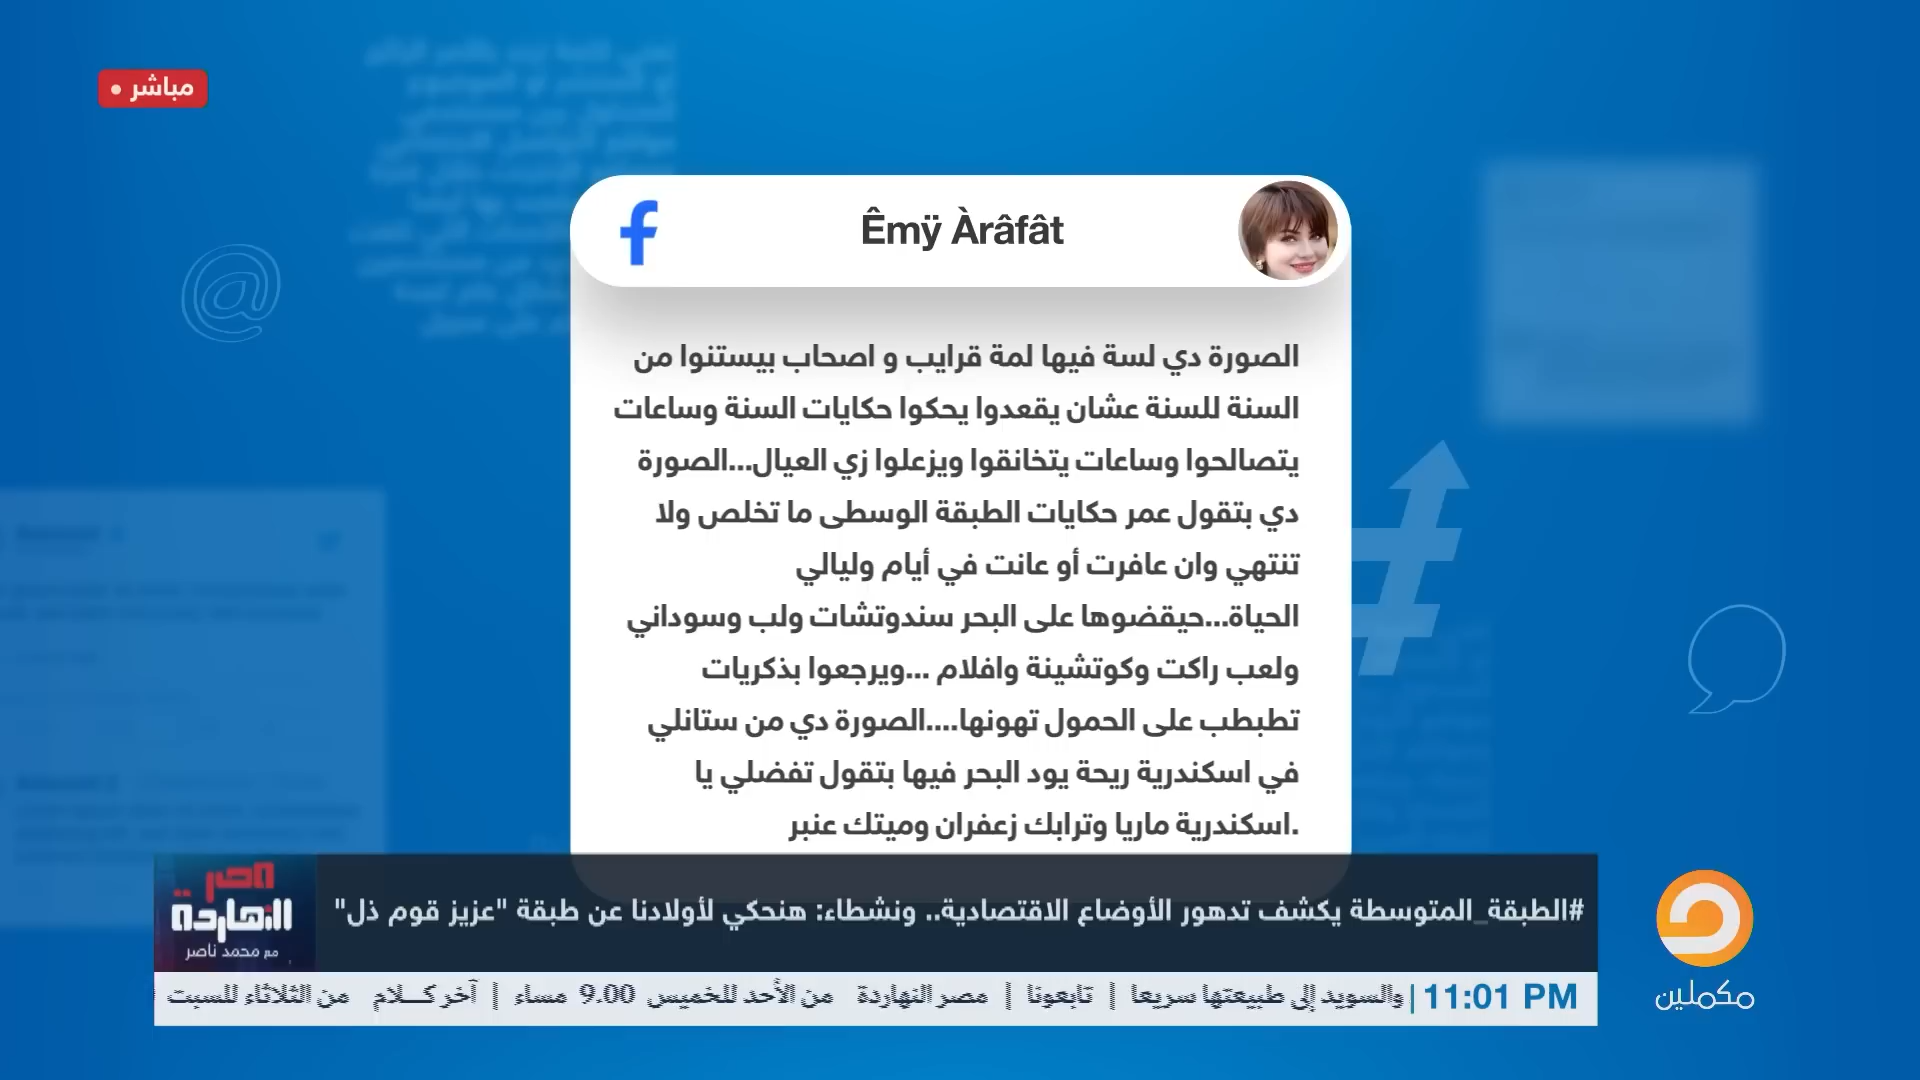 مباشر
Êmÿ Àrâfât
الصورة دي لسة فيها لمة قرايب و اصحاب بيستنوا من
السنة للسنة عشان يقعدوا يحكوا حكايات السنة وساعات
يتصالحوا وساعات يتخانقوا ويزعلوا زي العيال...الصورة
دي بتقول عمر حكايات الطبقة الوسطى ما تخلص ولا
تنتهي وان عافرت أو عانت في أيام وليالي
الحياة...حيقضوها على البحر سندوتشات ولب وسوداني
ولعب راكت وكوتشينة وافلام ...ويرجعوا بذكريات
تطبطب على الحمول تهونها....الصورة دي من ستانلي
في اسكندرية ريحة يود البحر فيها بتقول تفضلي يا
اسكندرية ماريا وترابك زعفران وميتك عنبر.
#الطبقة_المتوسطة يكشف تدهور الأوضاع الاقتصادية.. ونشطاء: هنحكي لأولادنا عن طبقة "عزيز قوم ذل"
مصر
النهاردة
مع محمد ناصر
11:01 PM
والسويد إلى طبيعتها سريعا | تابعونا | مصر النهاردة من الأحد للخميس 9.00 مساء | آخر كـــلام من الثلاثاء للسبت
مكملين